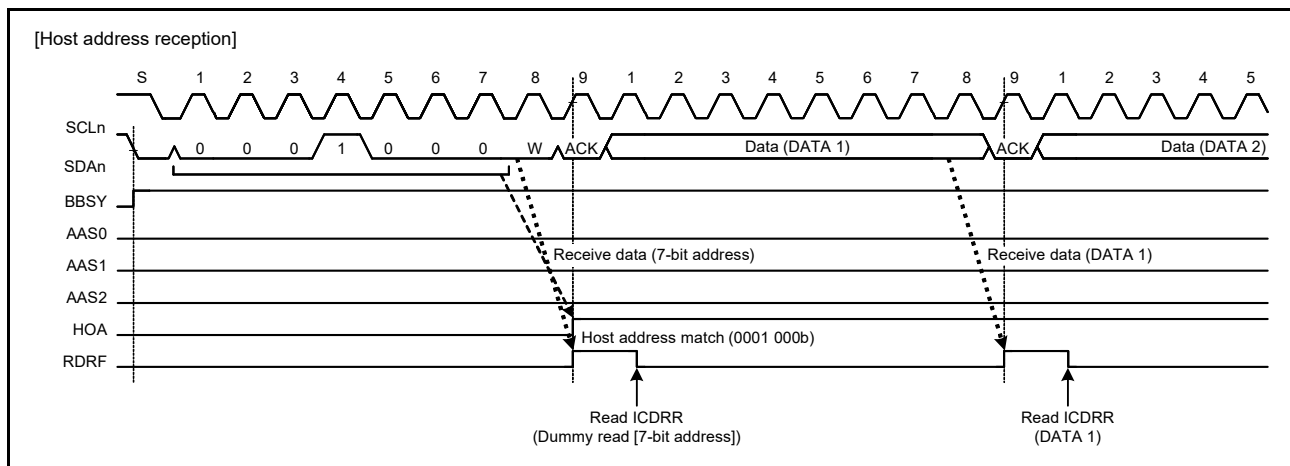 [Host address reception]
S 1 2 3 4 5 6 7 8 9 1 2 3 4 5 6 7 8 9 1 2 3 4 5
SCLn
0 0 0 1 0 0 0 W ACK Data (DATA 1) ACK Data (DATA 2)
SDAn
BBSY
AAS0
Receive data (7-bit address) Receive data (DATA 1)
AAS1
AAS2
HOA
Host address match (0001 000b)
RDRF
Read ICDRR Read ICDRR
(Dummy read [7-bit address]) (DATA 1)